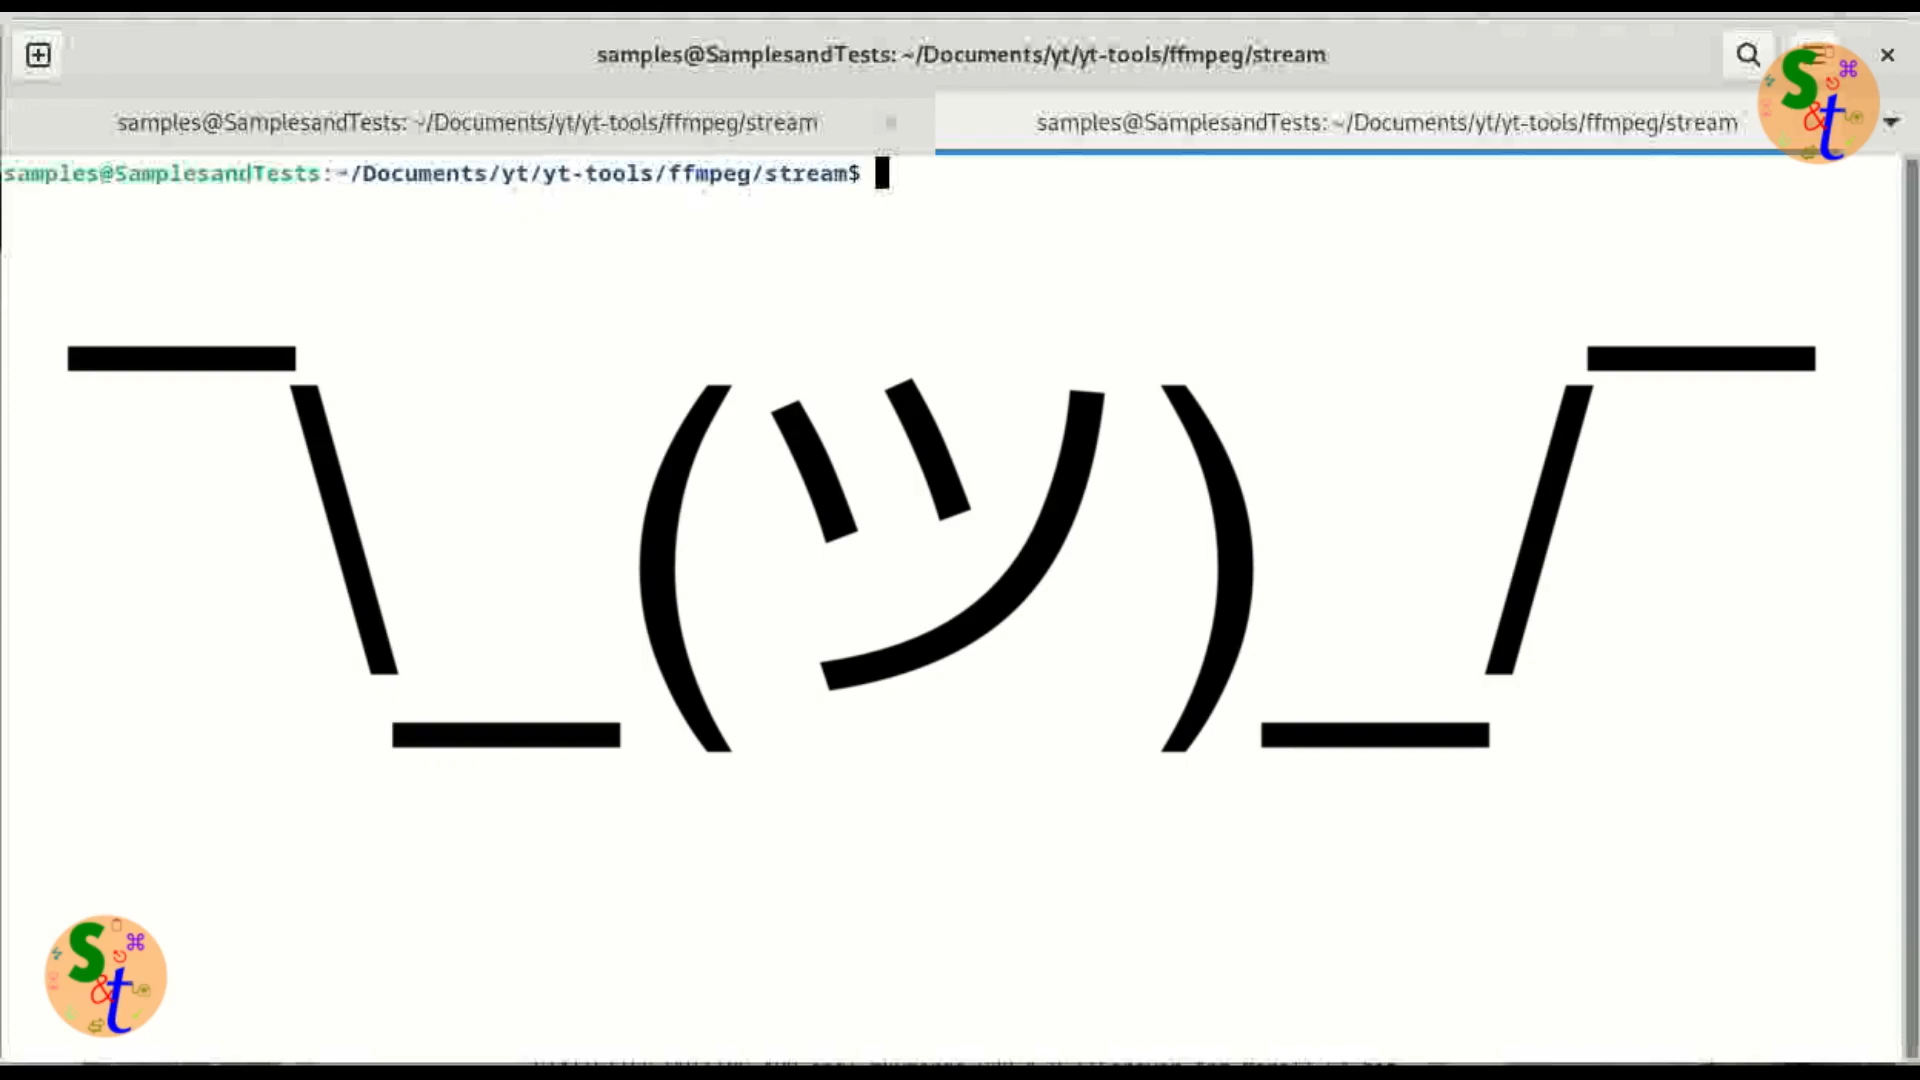 samples@SamplesandTests: ~/Documents/yt/yt-tools/ffmpeg/stream
samples@SamplesandTests: ~/Documents/yt/yt-tools/ffmpeg/stream
samples@SamplesandTests: ~/Documents/yt/yt-tools/ffmpeg/stream
samples@SamplesandTests:~/Documents/yt/yt-tools/ffmpeg/stream$
¯\_(ツ)_/¯
S&t
S&t